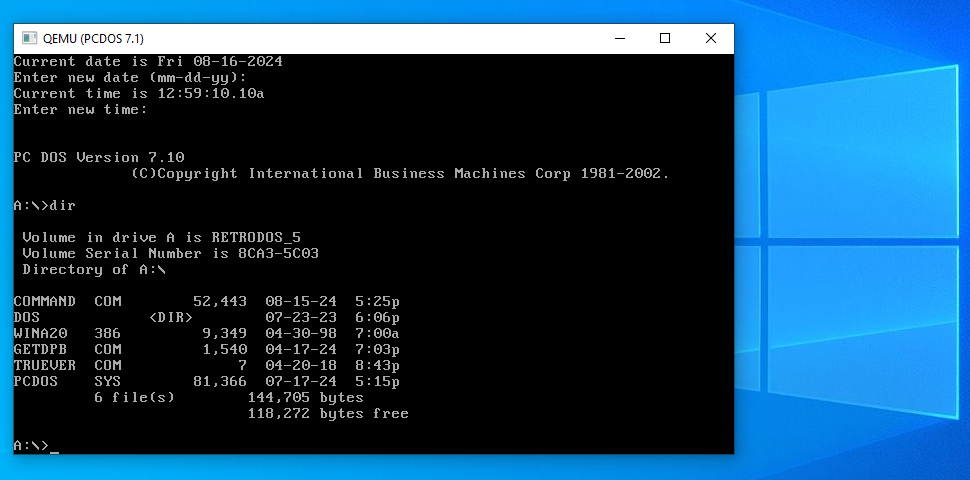 QEMU (PCDOS 7.1)
Current date is Fri 08-16-2024
Enter new date (mm-dd-yy):
Current time is 12:59:10.10a
Enter new time:
PC DOS Version 7.10
(C)Copyright International Business Machines Corp 1981-2002.
A:\>dir
Volume in drive A is RETRODOS_5
Volume Serial Number is 8CA3-5C03
Directory of A:\
COMMAND  COM        52,443  08-15-24  5:25p
DOS            <DIR>        07-23-23  6:06p
WINA20   386         9,349  04-30-98  7:00a
GETDPB   COM         1,540  04-17-24  7:03p
TRUEVER  COM             7  04-20-18  8:43p
PCDOS    SYS        81,366  07-17-24  5:15p
6 file(s)        144,705 bytes
118,272 bytes free
A:\>_